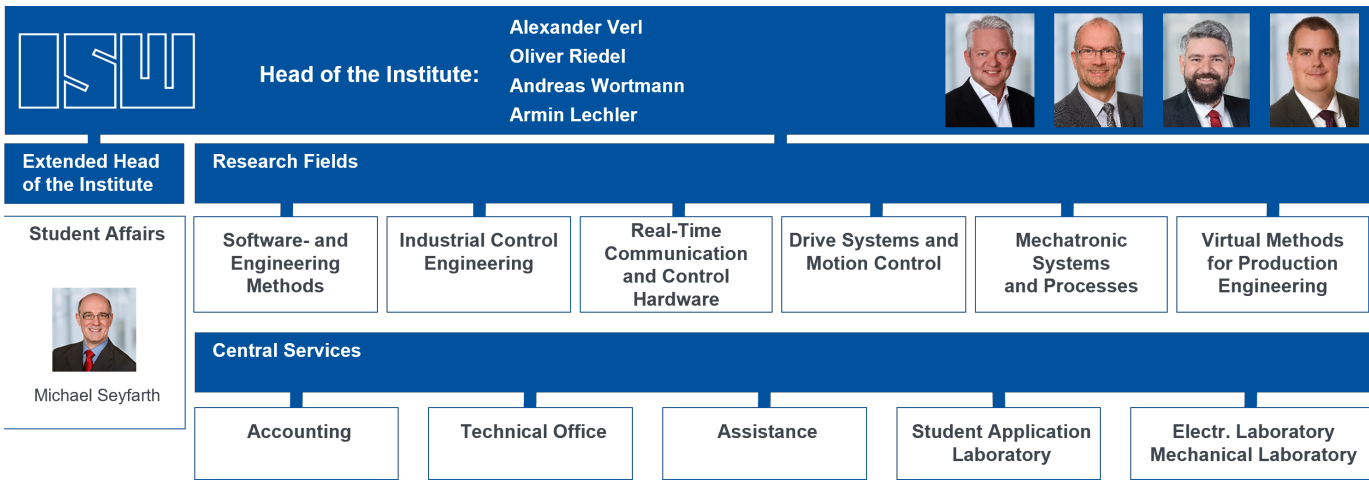 ISW
Head of the Institute:
Alexander Verl
Oliver Riedel
Andreas Wortmann
Armin Lechler
Extended Head
of the Institute
Student Affairs
Michael Seyfarth
Research Fields
Software- and
Engineering
Methods
Industrial Control
Engineering
Real-Time
Communication
and Control
Hardware
Drive Systems and
Motion Control
Mechatronic
Systems
and Processes
Virtual Methods
for Production
Engineering
Central Services
Accounting
Technical Office
Assistance
Student Application
Laboratory
Electr. Laboratory
Mechanical Laboratory